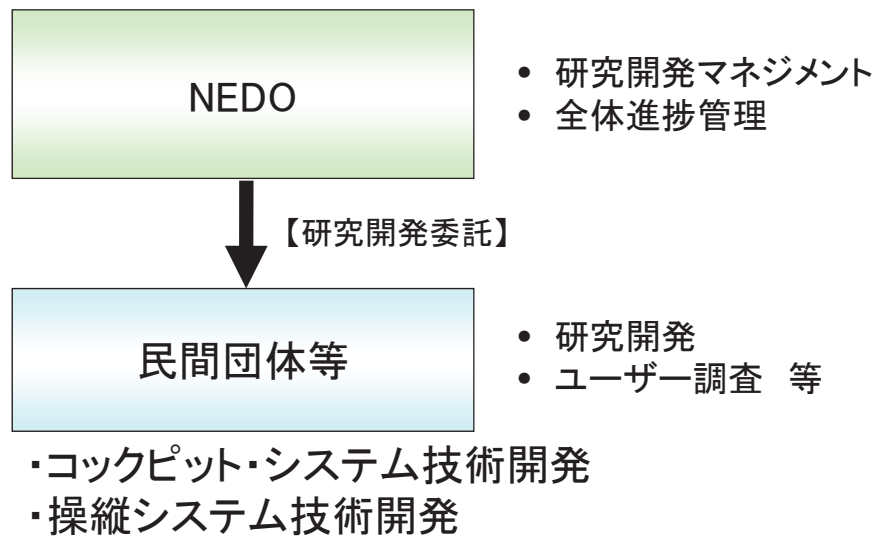 NEDO
• 研究開発マネジメント
• 全体進捗管理
【研究開発委託】
民間団体等
• 研究開発
• ユーザー調査　等
・コックピット・システム技術開発
・操縦システム技術開発